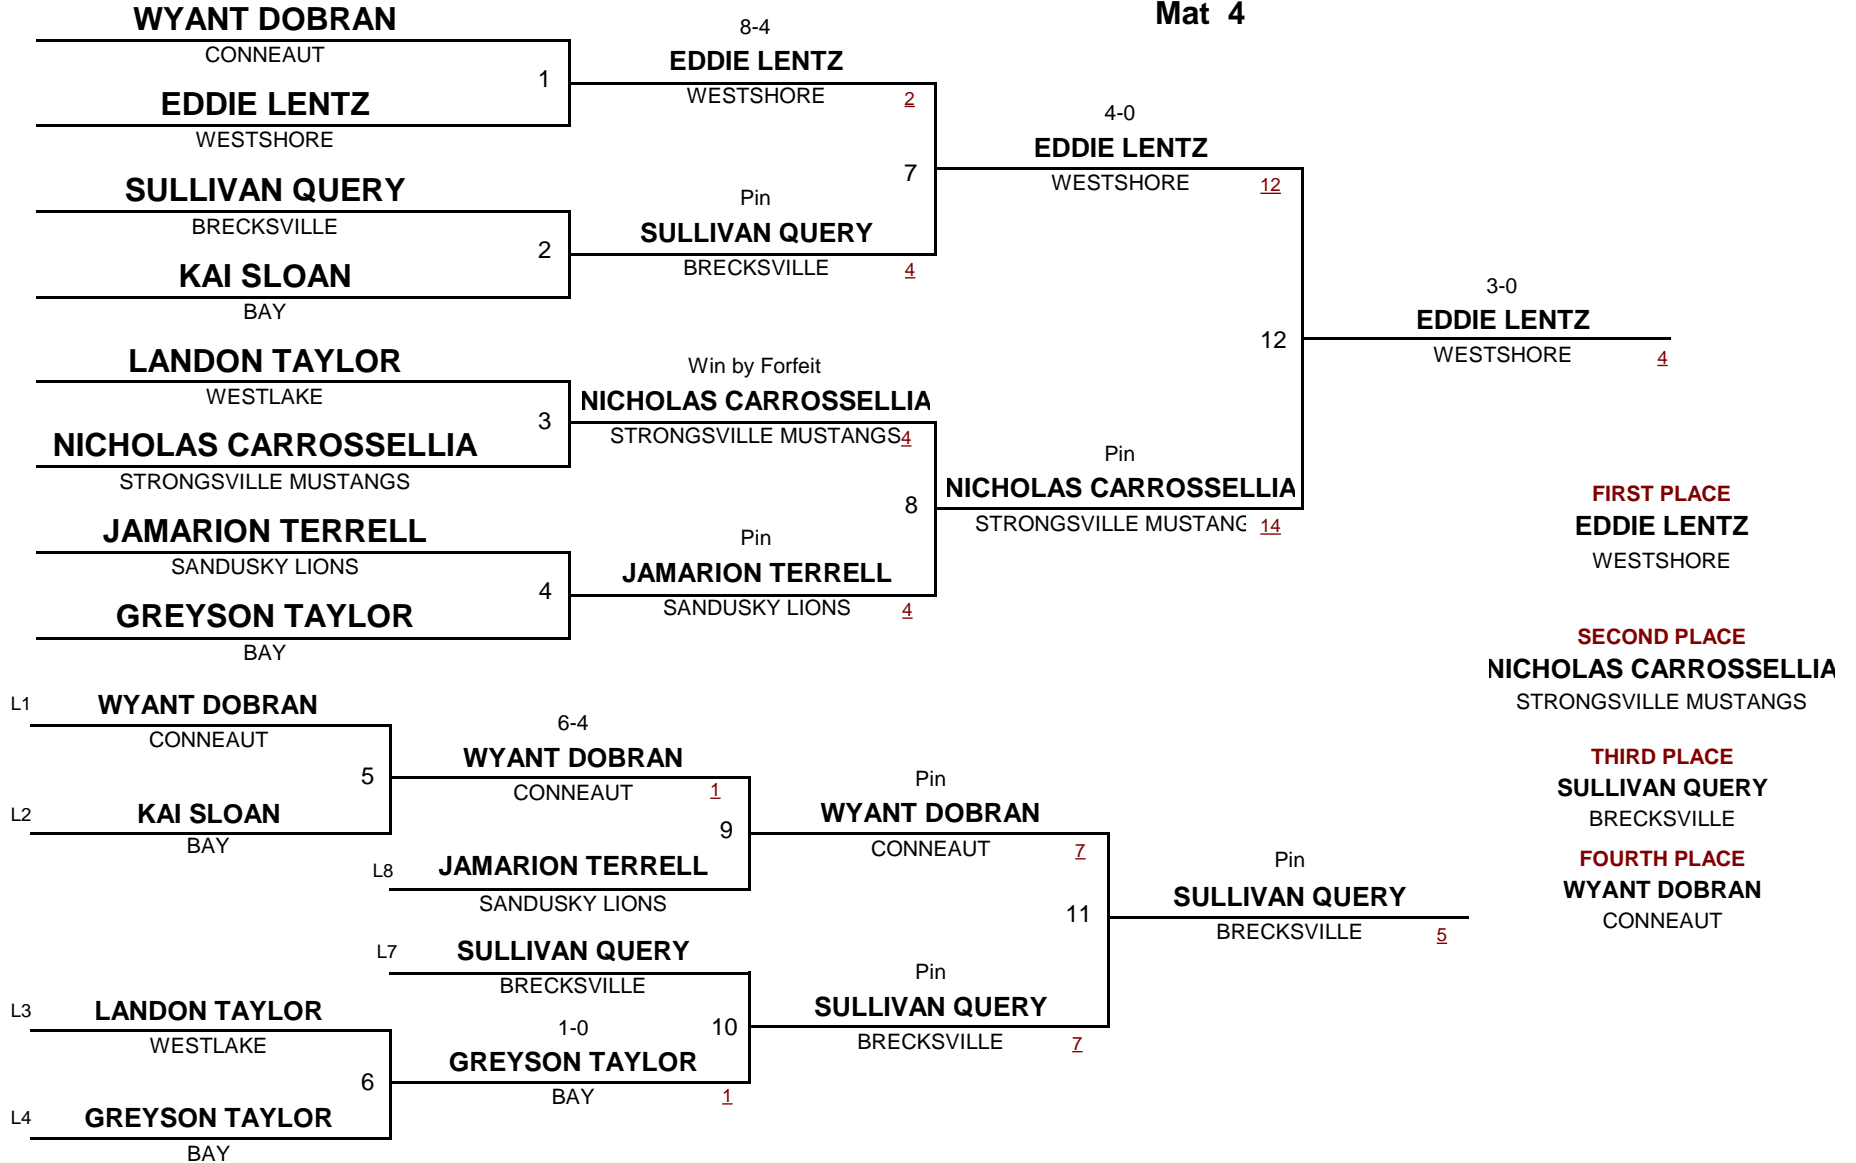 Mat 4
WYANT DOBRAN
CONNEAUT
1
EDDIE LENTZ
WESTSHORE
8-4
EDDIE LENTZ
WESTSHORE 2
SULLIVAN QUERY
BRECKSVILLE
2
KAI SLOAN
BAY
Pin
SULLIVAN QUERY
BRECKSVILLE 4
7
4-0
EDDIE LENTZ
WESTSHORE 12
LANDON TAYLOR
WESTLAKE
3
NICHOLAS CARROSSELLIA
STRONGSVILLE MUSTANGS
Win by Forfeit
NICHOLAS CARROSSELLIA
STRONGSVILLE MUSTANGS 4
JAMARION TERRELL
SANDUSKY LIONS
4
GREYSON TAYLOR
BAY
Pin
JAMARION TERRELL
SANDUSKY LIONS 4
8
Pin
NICHOLAS CARROSSELLIA
STRONGSVILLE MUSTANG 14
12
3-0
EDDIE LENTZ
WESTSHORE 4
FIRST PLACE
EDDIE LENTZ
WESTSHORE
SECOND PLACE
NICHOLAS CARROSSELLIA
STRONGSVILLE MUSTANGS
THIRD PLACE
SULLIVAN QUERY
BRECKSVILLE
FOURTH PLACE
WYANT DOBRAN
CONNEAUT
L1 WYANT DOBRAN
CONNEAUT
5
L2 KAI SLOAN
BAY
6-4
WYANT DOBRAN
CONNEAUT 1
9
L8 JAMARION TERRELL
SANDUSKY LIONS
Pin
WYANT DOBRAN
CONNEAUT 7
L7 SULLIVAN QUERY
BRECKSVILLE
L3 LANDON TAYLOR
WESTLAKE
6
L4 GREYSON TAYLOR
BAY
1-0
10
GREYSON TAYLOR
BAY 1
Pin
SULLIVAN QUERY
BRECKSVILLE 7
11
Pin
SULLIVAN QUERY
BRECKSVILLE 5